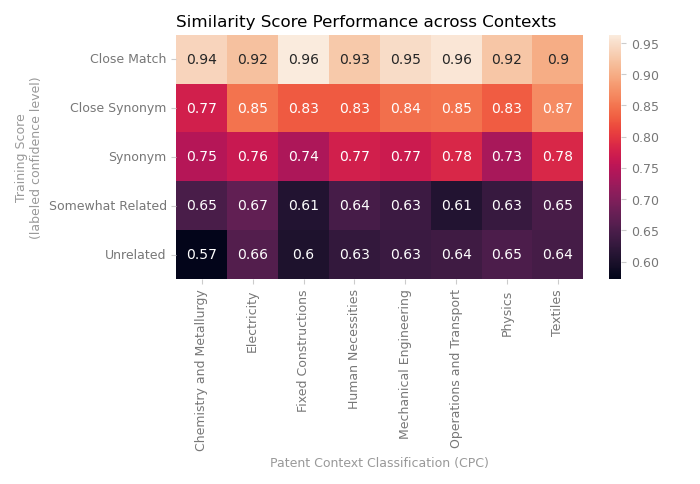 Similarity Score Performance across Contexts
Training Score
(labeled confidence level)
Close Match 0.94 0.92 0.96 0.93 0.95 0.96 0.92 0.9
Close Synonym 0.77 0.85 0.83 0.83 0.84 0.85 0.83 0.87
Synonym 0.75 0.76 0.74 0.77 0.77 0.78 0.73 0.78
Somewhat Related 0.65 0.67 0.61 0.64 0.63 0.61 0.63 0.65
Unrelated 0.57 0.66 0.6 0.63 0.63 0.64 0.65 0.64
Chemistry and Metallurgy
Electricity
Fixed Constructions
Human Necessities
Mechanical Engineering
Operations and Transport
Physics
Textiles
Patent Context Classification (CPC)
0.95
0.90
0.85
0.80
0.75
0.70
0.65
0.60